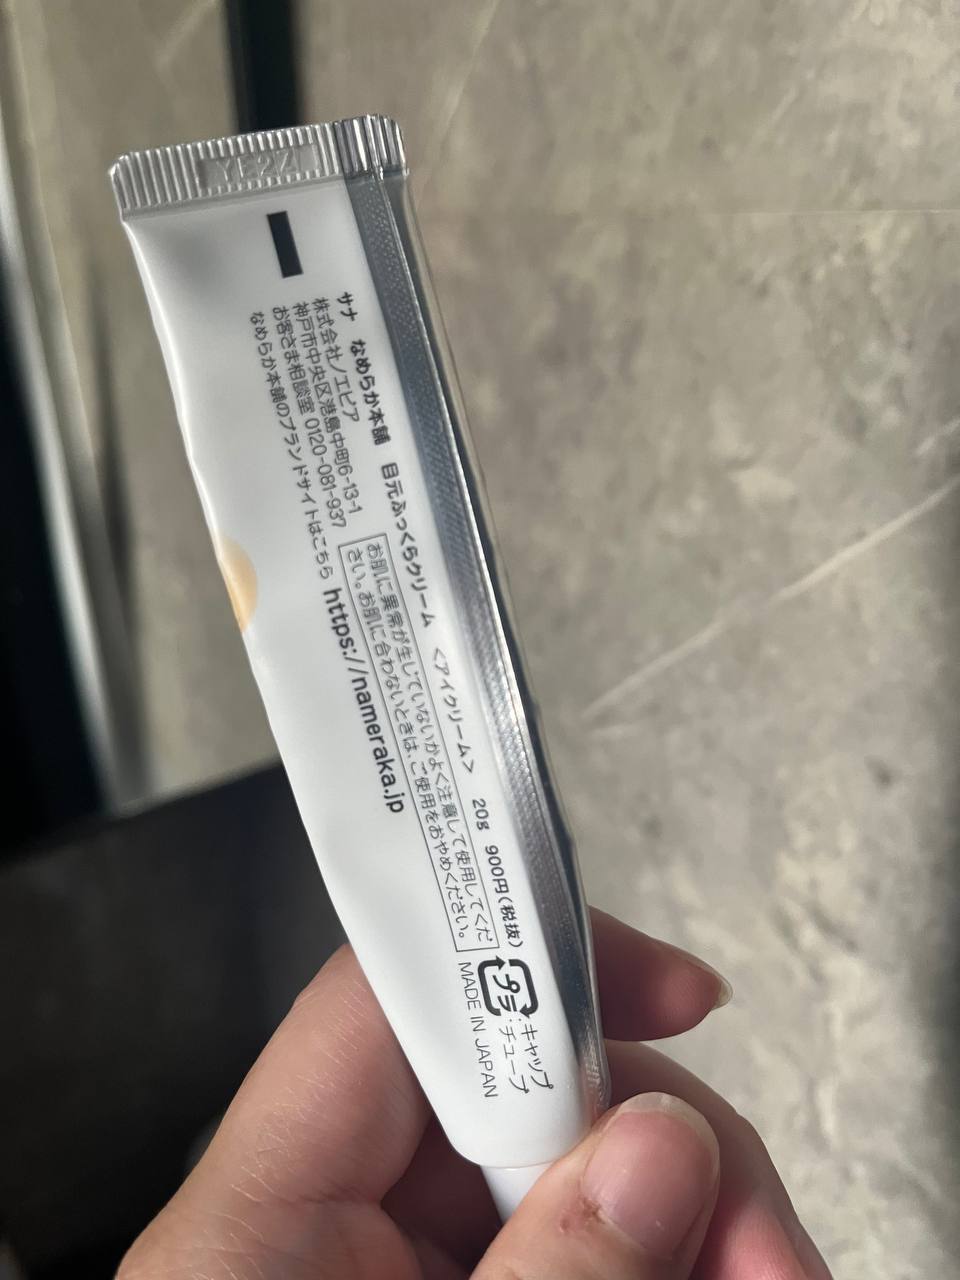 サナ なめらか本舗 目元ふっくらクリーム <アイクリーム> 20g 900円(税抜)
株式会社ノエビア
神戸市中央区港島中町6-13-1
お客さま相談室 0120-081-937
なめらか本舗のブランドサイトはこちら https://nameraka.jp
お肌に異常が生じていないかよく注意して使用してくだ
さい。お肌に合わないときは、ご使用をおやめください。
プラ
:キャップ
:チューブ
MADE IN JAPAN